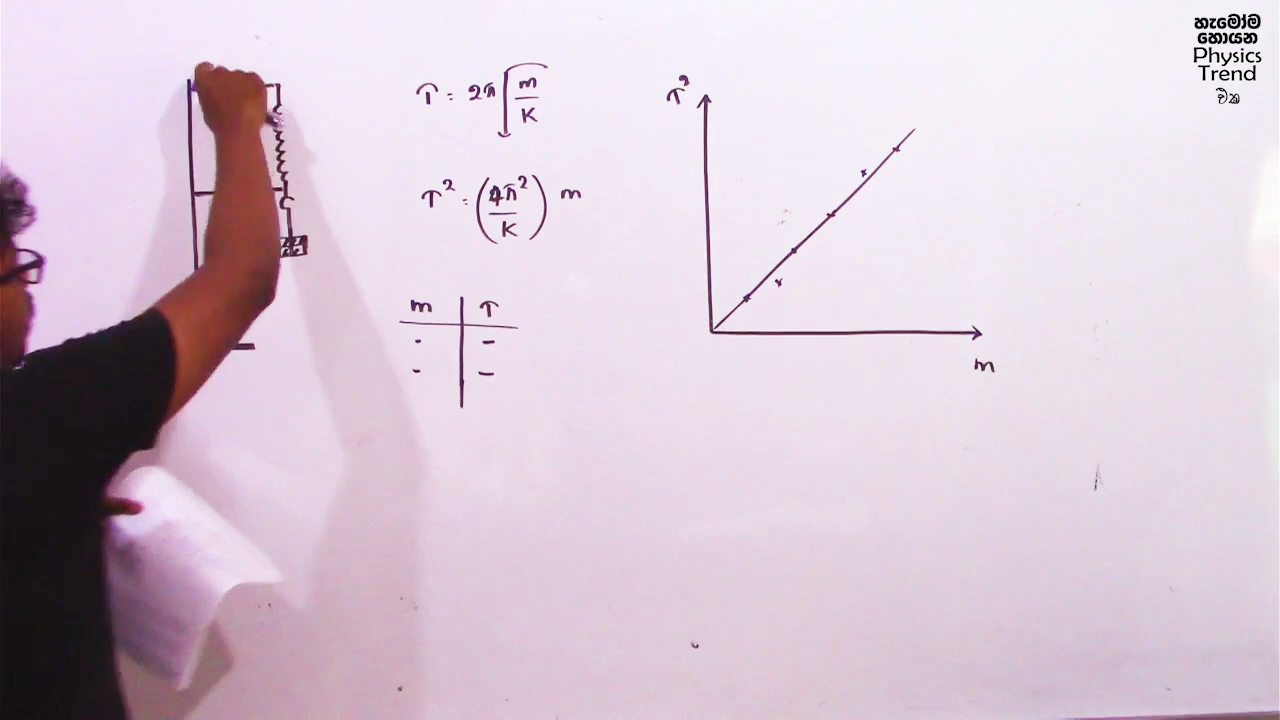 හැමෝම
හොයන
Physics
Trend
එක
T = 2π√(m/K)
T² = (4π²/K) m
m | T
- | -
- | -
T²
m